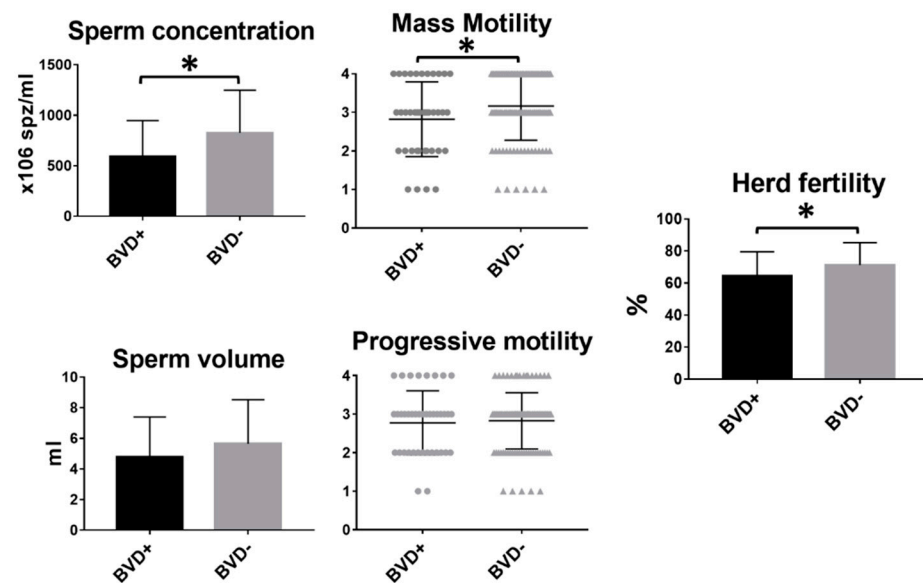 Sperm concentration
x106 spz/ml
1500
1000
500
0
*
BVD+
BVD-
Mass Motility
4
3
2
1
0
*
BVD+
BVD-
Herd fertility
%
100
80
60
40
20
0
*
BVD+
BVD-
Sperm volume
ml
10
8
6
4
2
0
BVD+
BVD-
Progressive motility
4
3
2
1
0
BVD+
BVD-